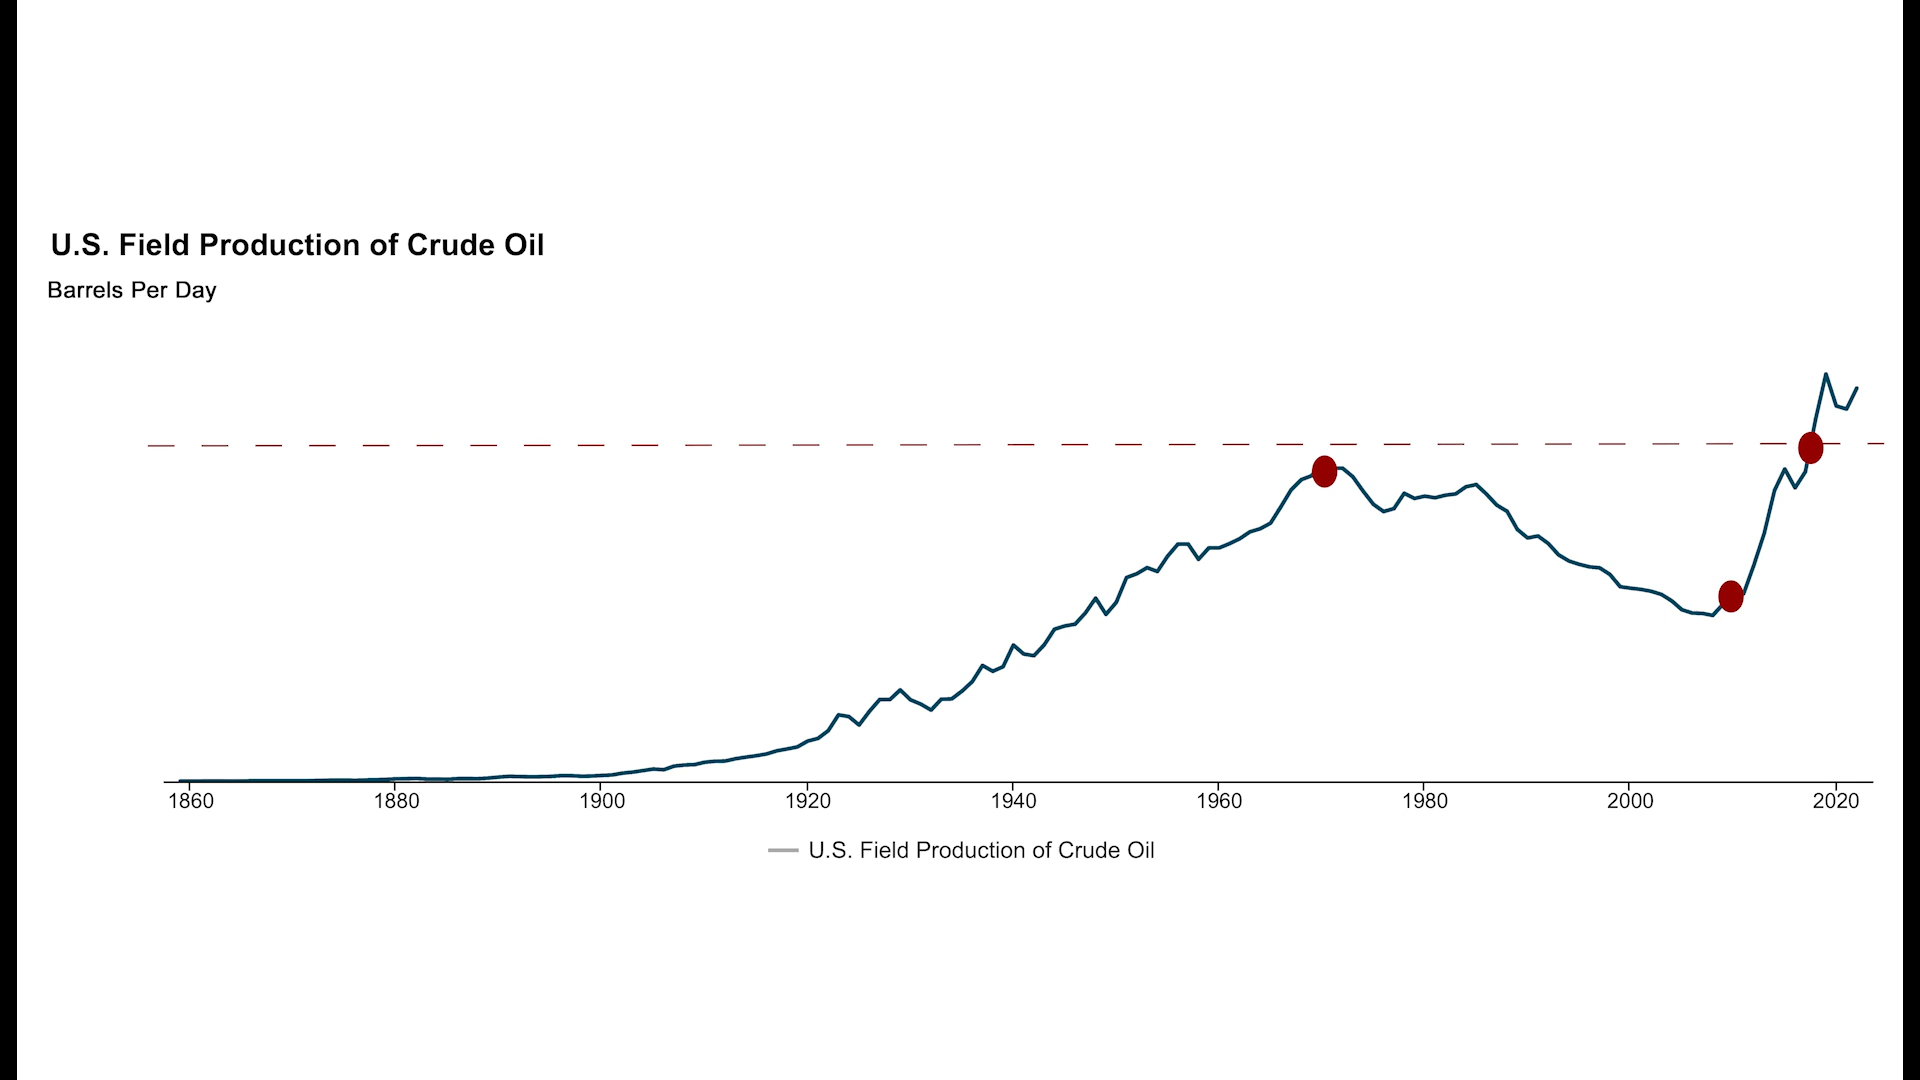 U.S. Field Production of Crude Oil
Barrels Per Day
1860 1880 1900 1920 1940 1960 1980 2000 2020
U.S. Field Production of Crude Oil